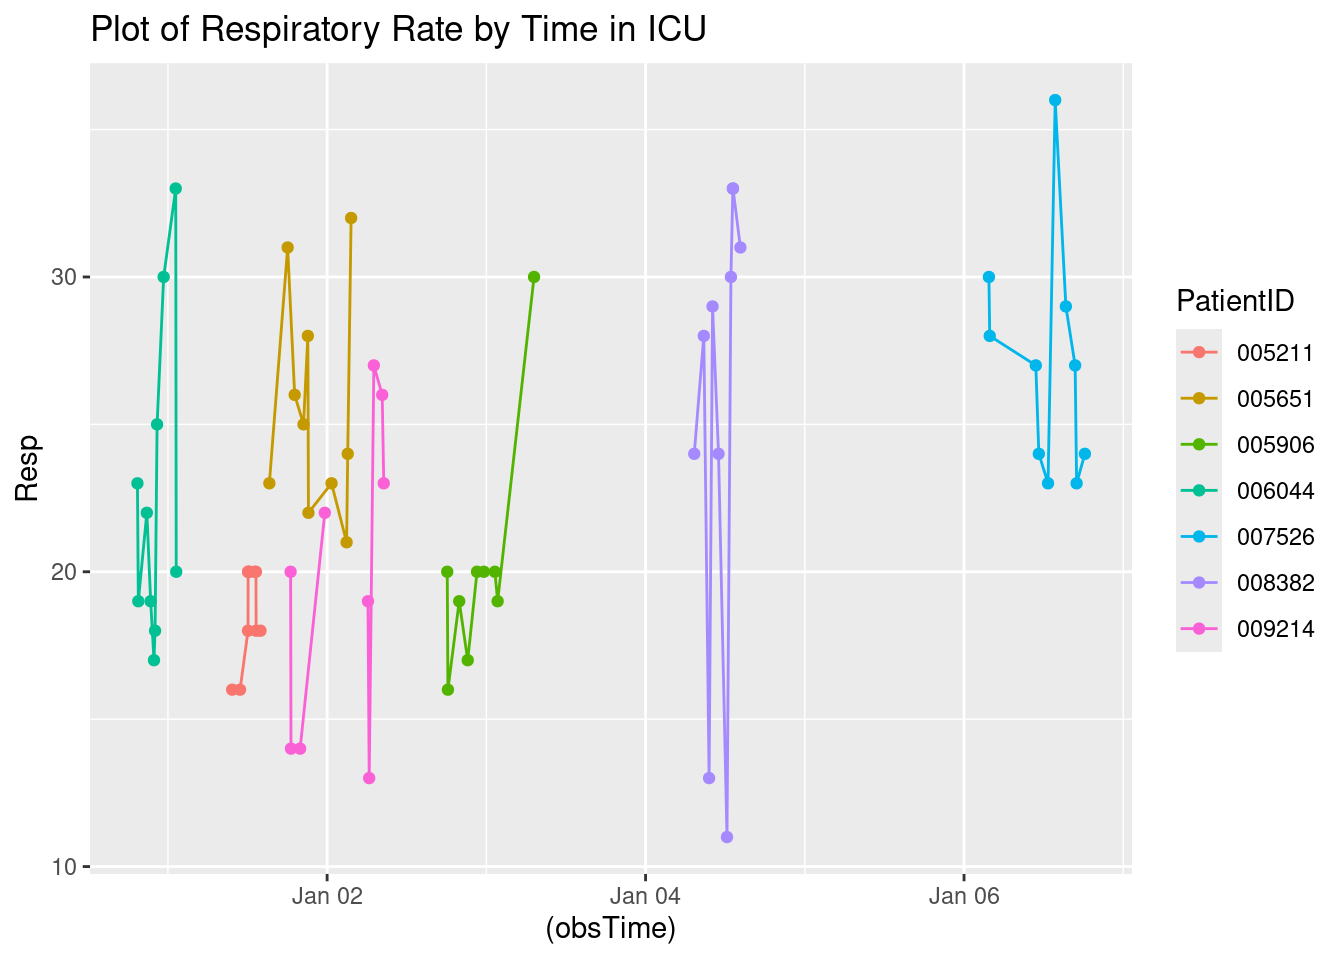 Plot of Respiratory Rate by Time in ICU
Resp
30
20
10
Jan 02
Jan 04
Jan 06
(obsTime)
PatientID
005211
005651
005906
006044
007526
008382
009214